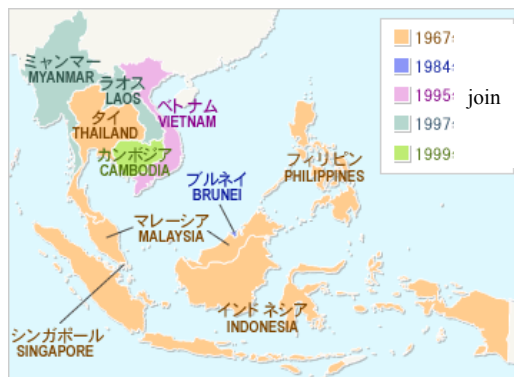 ミャンマー
MYANMAR
ラオス
LAOS
タイ
THAILAND
ベトナム
VIETNAM
カンボジア
CAMBODIA
フィリピン
PHILIPPINES
ブルネイ
BRUNEI
マレーシア
MALAYSIA
インドネシア
INDONESIA
シンガポール
SINGAPORE
1967
1984
1995 join
1997
1999